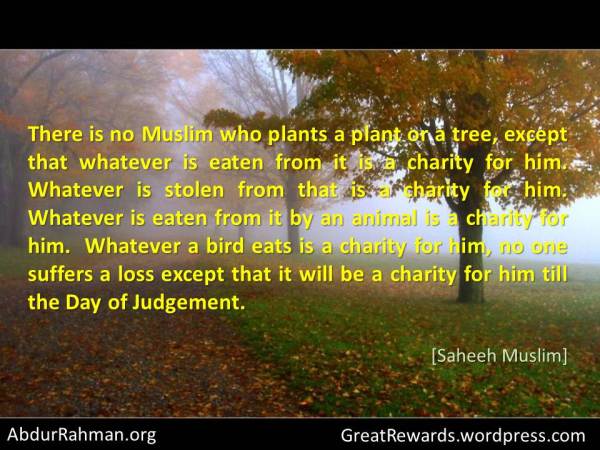 There is no Muslim who plants a plant or a tree, except
that whatever is eaten from it is a charity for him.
Whatever is stolen from that is a charity for him.
Whatever is eaten from it by an animal is a charity for
him. Whatever a bird eats is a charity for him, no one
suffers a loss except that it will be a charity for him till
the Day of Judgement.
[Saheeh Muslim]
AbdurRahman.org
GreatRewards.wordpress.com